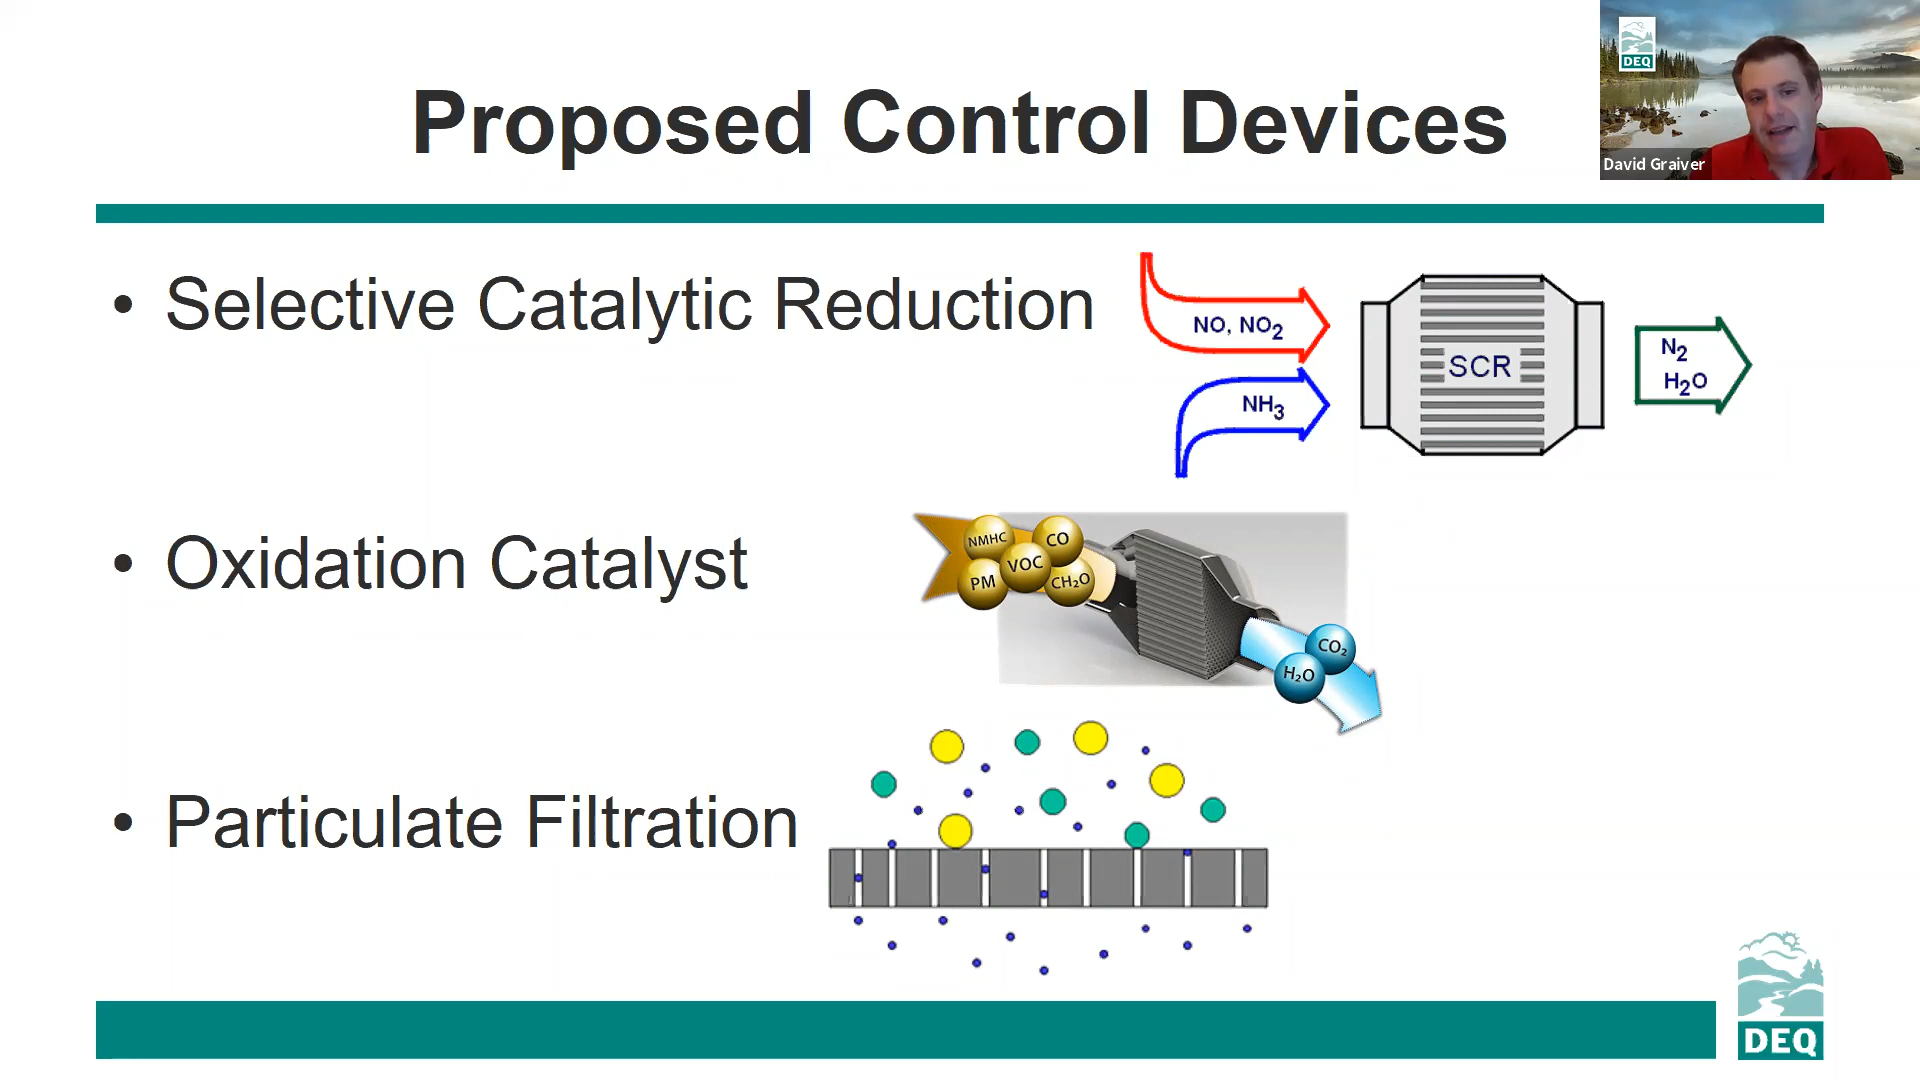 Proposed Control Devices
DEQ
David Graiver
• Selective Catalytic Reduction
NO, NO2
NH3
SCR
N2
H2O
• Oxidation Catalyst
NMHC
CO
VOC
PM
CH2O
CO2
H2O
• Particulate Filtration
DEQ